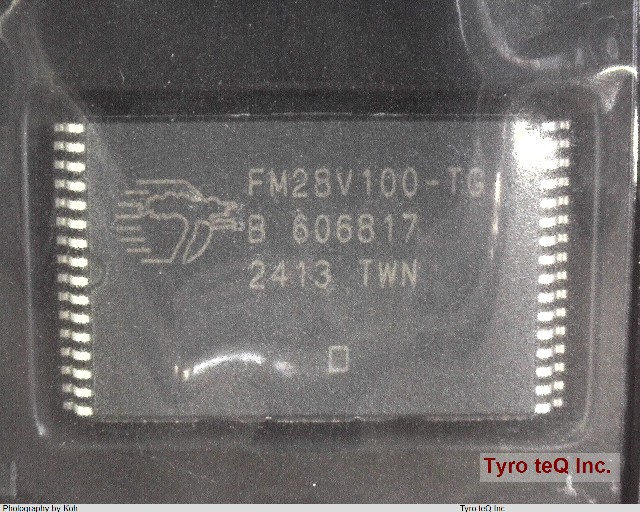 FM28V100-TG
B 606817
2413 TWN
Tyro teQ Inc.
Photography by Koh
Tyro teQ Inc